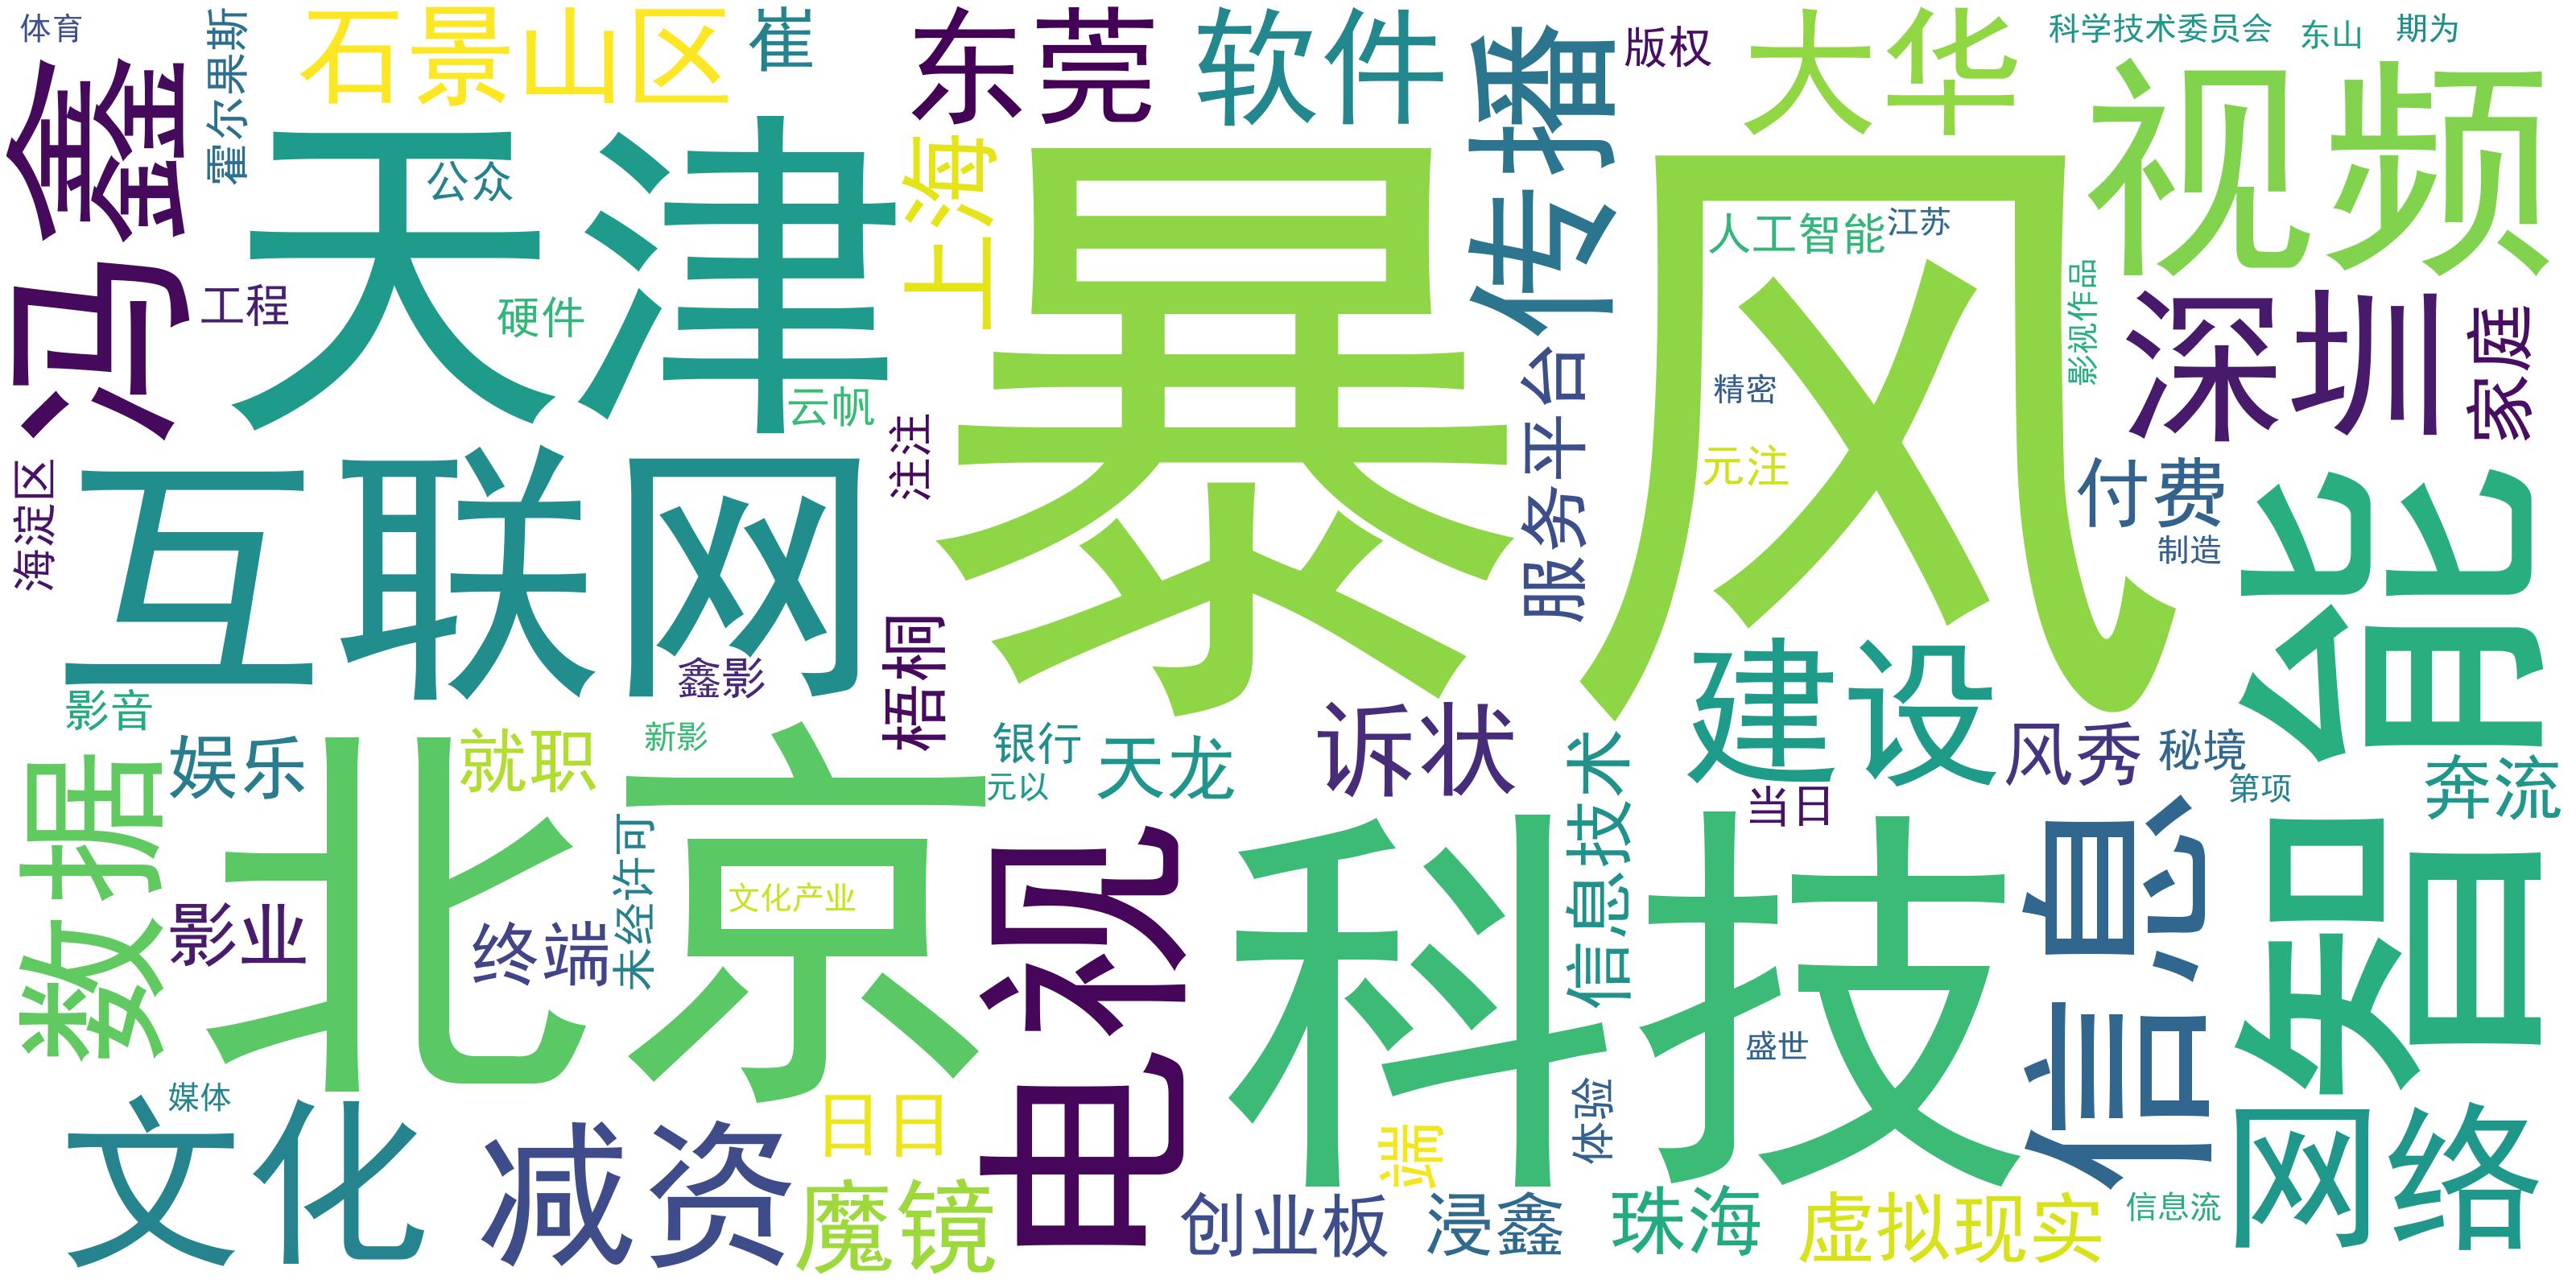 体育
霍尔果斯
石景山区
崔
东莞
软件
传播
版权
大华
科学技术委员会
东山
期为
冯鑫
天津
公众
上海
暴风
人工智能
江苏
视频
影视作品
工程
硬件
云帆
注注
服务平台
精密
元注
深圳
家庭
海淀区
互联网
鑫影
梧桐
付费
制造
智能
影音
娱乐
就职
新影
银行
元以
天龙
诉状
信息技术
建设
当日
风秀
秘境
第项
奔流
数据
影业
北京
终端
未经许可
文化产业
电视
科技
盛世
信息
体验
媒体
文化
减资
日日
魔镜
端
创业板
浸鑫
珠海
虚拟现实
信息流
网络